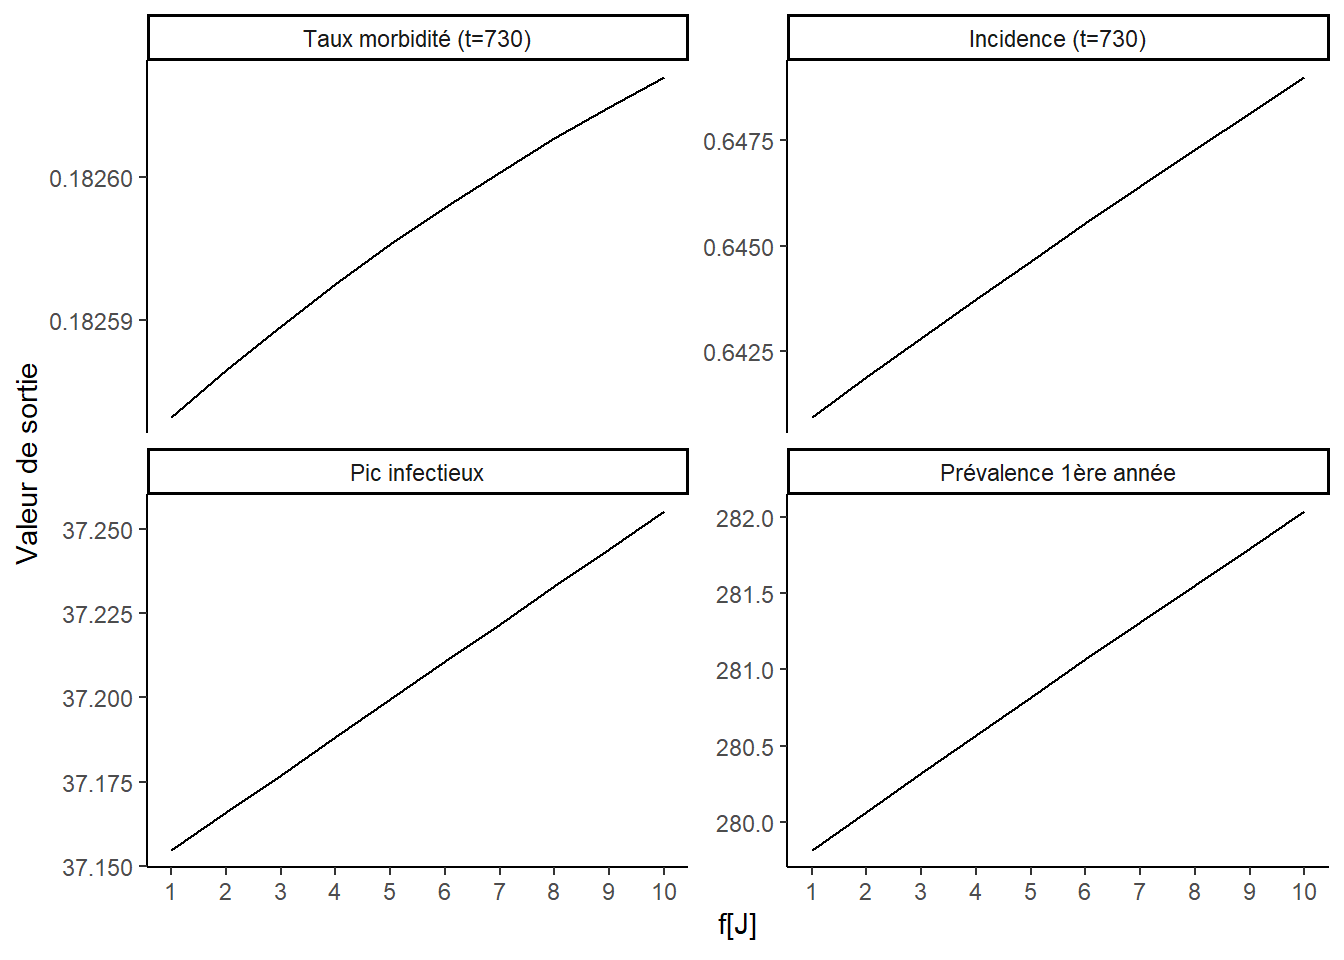 Taux morbidité (t=730)
Incidence (t=730)
0.18260
0.18259
0.6475
0.6450
0.6425
Valeur de sortie
Pic infectieux
Prévalence 1ère année
37.250
37.225
37.200
37.175
37.150
282.0
281.5
281.0
280.5
280.0
1 2 3 4 5 6 7 8 9 10
1 2 3 4 5 6 7 8 9 10
f[J]